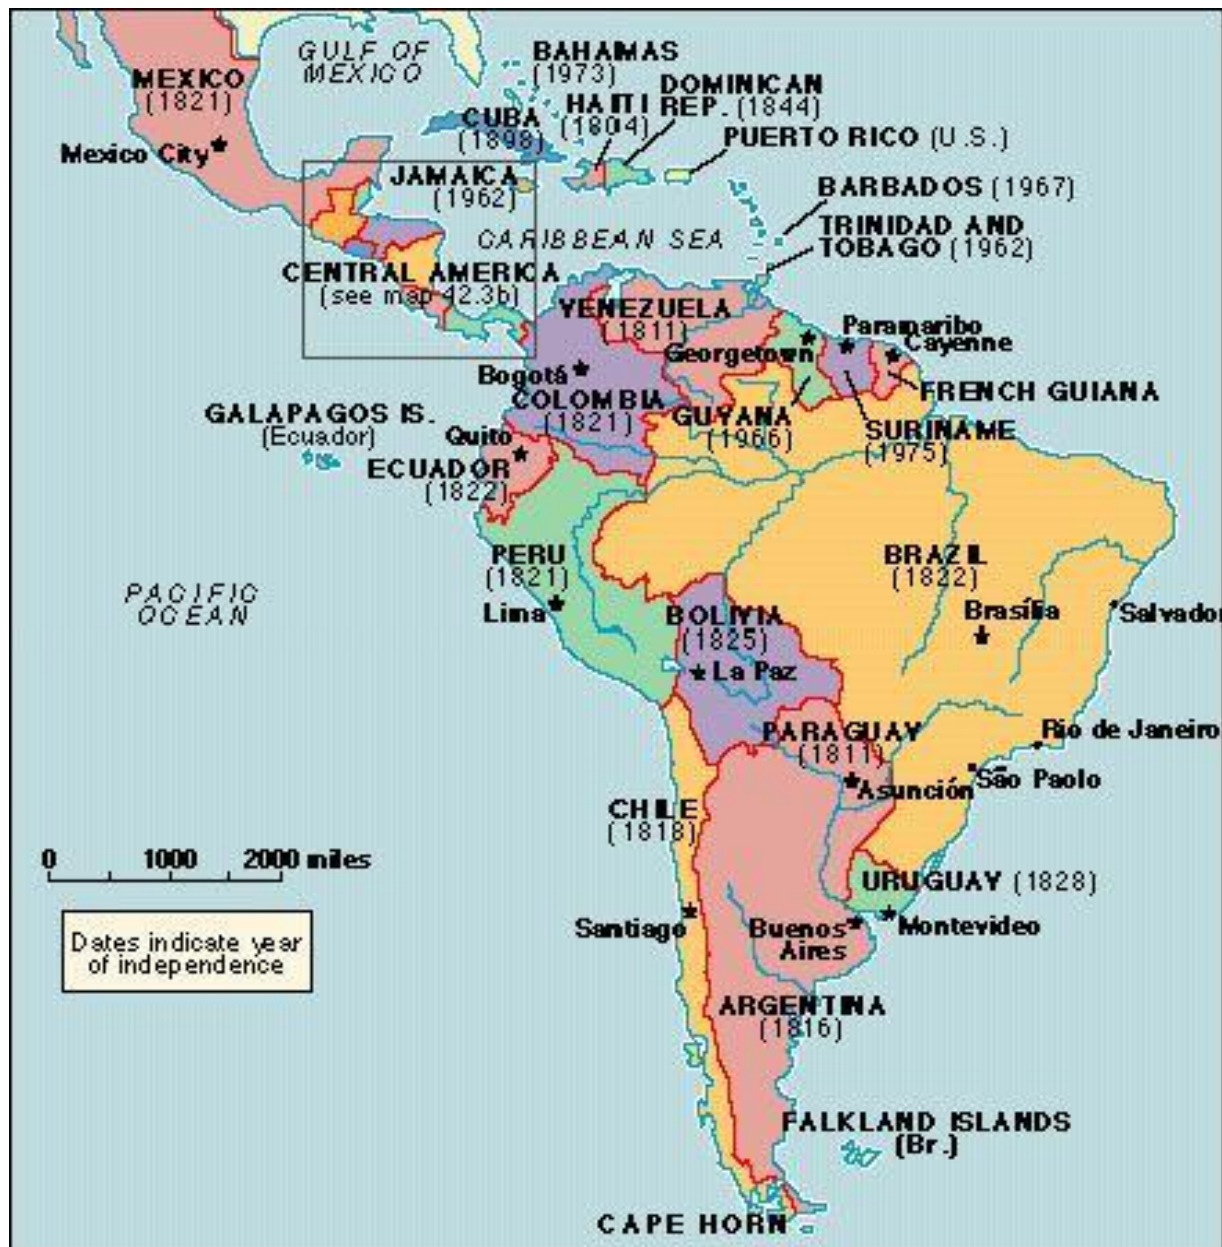 GULF OF
MEXICO
BAHAMAS
(1973)
DOMINICAN
REP. (1844)
MEXICO
(1821)
HAITI
(1804)
CUBA
(1898)
PUERTO RICO (U.S.)
Mexico City
JAMAICA
(1962)
BARBADOS (1967)
TRINIDAD AND
TOBAGO (1962)
CARIBBEAN SEA
CENTRAL AMERICA
(see map 42.3b)
VENEZUELA
(1811)
Paramaribo
Cayenne
Georgetown
Bogotá
FRENCH GUIANA
COLOMBIA
(1821)
GUYANA
(1966)
SURINAME
(1975)
GALAPAGOS IS.
(Ecuador)
Quito
ECUADOR
(1822)
PERU
(1821)
BRAZIL
(1822)
PACIFIC
OCEAN
Lima
BOLIVIA
(1825)
Brasília
Salvador
La Paz
PARAGUAY
(1811)
Rio de Janeiro
São Paolo
Asunción
CHILE
(1818)
0 1000 2000 miles
URUGUAY (1828)
Santiago
Buenos
Aires
Montevideo
Dates indicate year
of independence
ARGENTINA
(1816)
FALKLAND ISLANDS
(Br.)
CAPE HORN